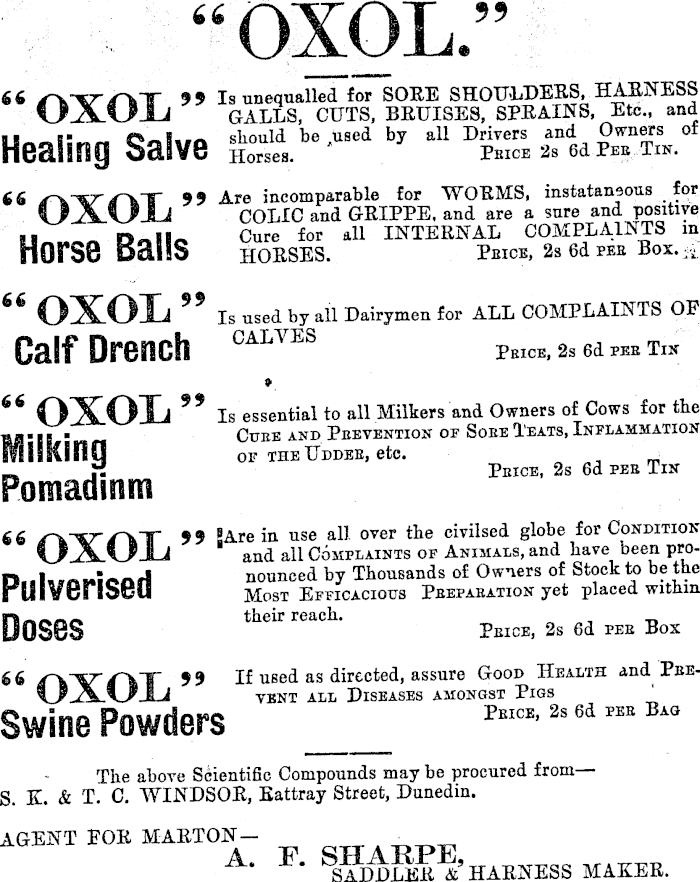 “OXOL.”
“OXOL” Healing Salve
Is unequalled for SORE SHOULDERS, HARNESS
GALLS, CUTS, BRUISES, SPRAINS, Etc., and
should be used by all Drivers and Owners of
Horses. PRICE 2s 6d PER TIN.
“OXOL” Horse Balls
Are incomparable for WORMS, instataneous for
COLIC and GRIPPE, and are a sure and positive
Cure for all INTERNAL COMPLAINTS in
HORSES. PRICE, 2s 6d PER BOX.
“OXOL” Calf Drench
Is used by all Dairymen for ALL COMPLAINTS OF
CALVES
PRICE, 2s 6d PER TIN
“OXOL” Milking Pomadinm
Is essential to all Milkers and Owners of Cows for the
CURE AND PREVENTION OF SORE TEATS, INFLAMMATION
OF THE UDDER, etc.
PRICE, 2s 6d PER TIN
“OXOL” Pulverised Doses
Are in use all over the civilsed globe for CONDITION
and all COMPLAINTS OF ANIMALS, and have been pro-
nounced by Thousands of Owners of Stock to be the
MOST EFFICACIOUS PREPARATION yet placed within
their reach.
PRICE, 2s 6d PER BOX
“OXOL” Swine Powders
If used as directed, assure GOOD HEALTH and PRE-
VENT ALL DISEASES AMONGST PIGS
PRICE, 2s 6d PER BAG
The above Scientific Compounds may be procured from—
S. K. & T. C. WINDSOR, Rattray Street, Dunedin.
AGENT FOR MARTON—
A. F. SHARPE,
SADDLER & HARNESS MAKER.